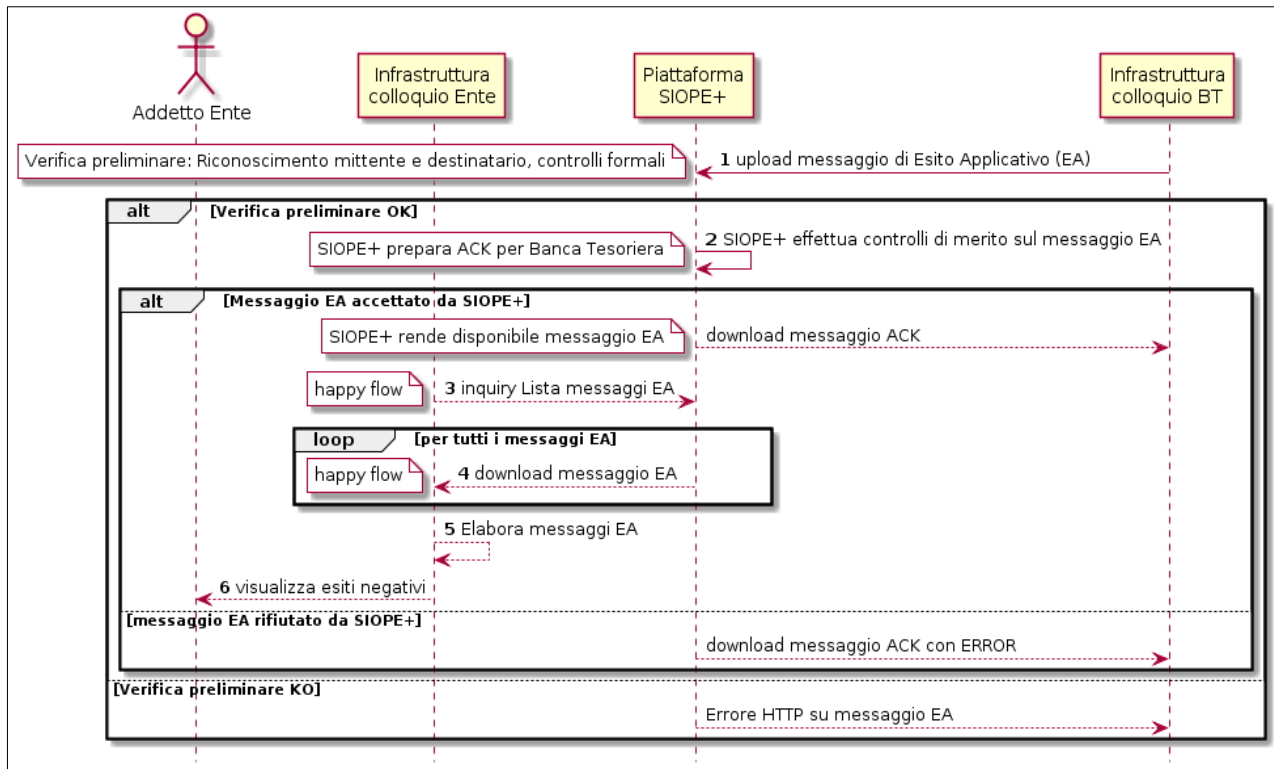 Addetto Ente
Infrastruttura
colloquio Ente
Piattaforma
SIOPE+
Infrastruttura
colloquio BT
Verifica preliminare: Riconoscimento mittente e destinatario, controlli formali
1 upload messaggio di Esito Applicativo (EA)
alt [Verifica preliminare OK]
SIOPE+ prepara ACK per Banca Tesoriera
2 SIOPE+ effettua controlli di merito sul messaggio EA
alt [Messaggio EA accettato da SIOPE+]
SIOPE+ rende disponibile messaggio EA
download messaggio ACK
happy flow
3 inquiry Lista messaggi EA
loop [per tutti i messaggi EA]
happy flow
4 download messaggio EA
5 Elabora messaggi EA
6 visualizza esiti negativi
[messaggio EA rifiutato da SIOPE+]
download messaggio ACK con ERROR
[Verifica preliminare KO]
Errore HTTP su messaggio EA